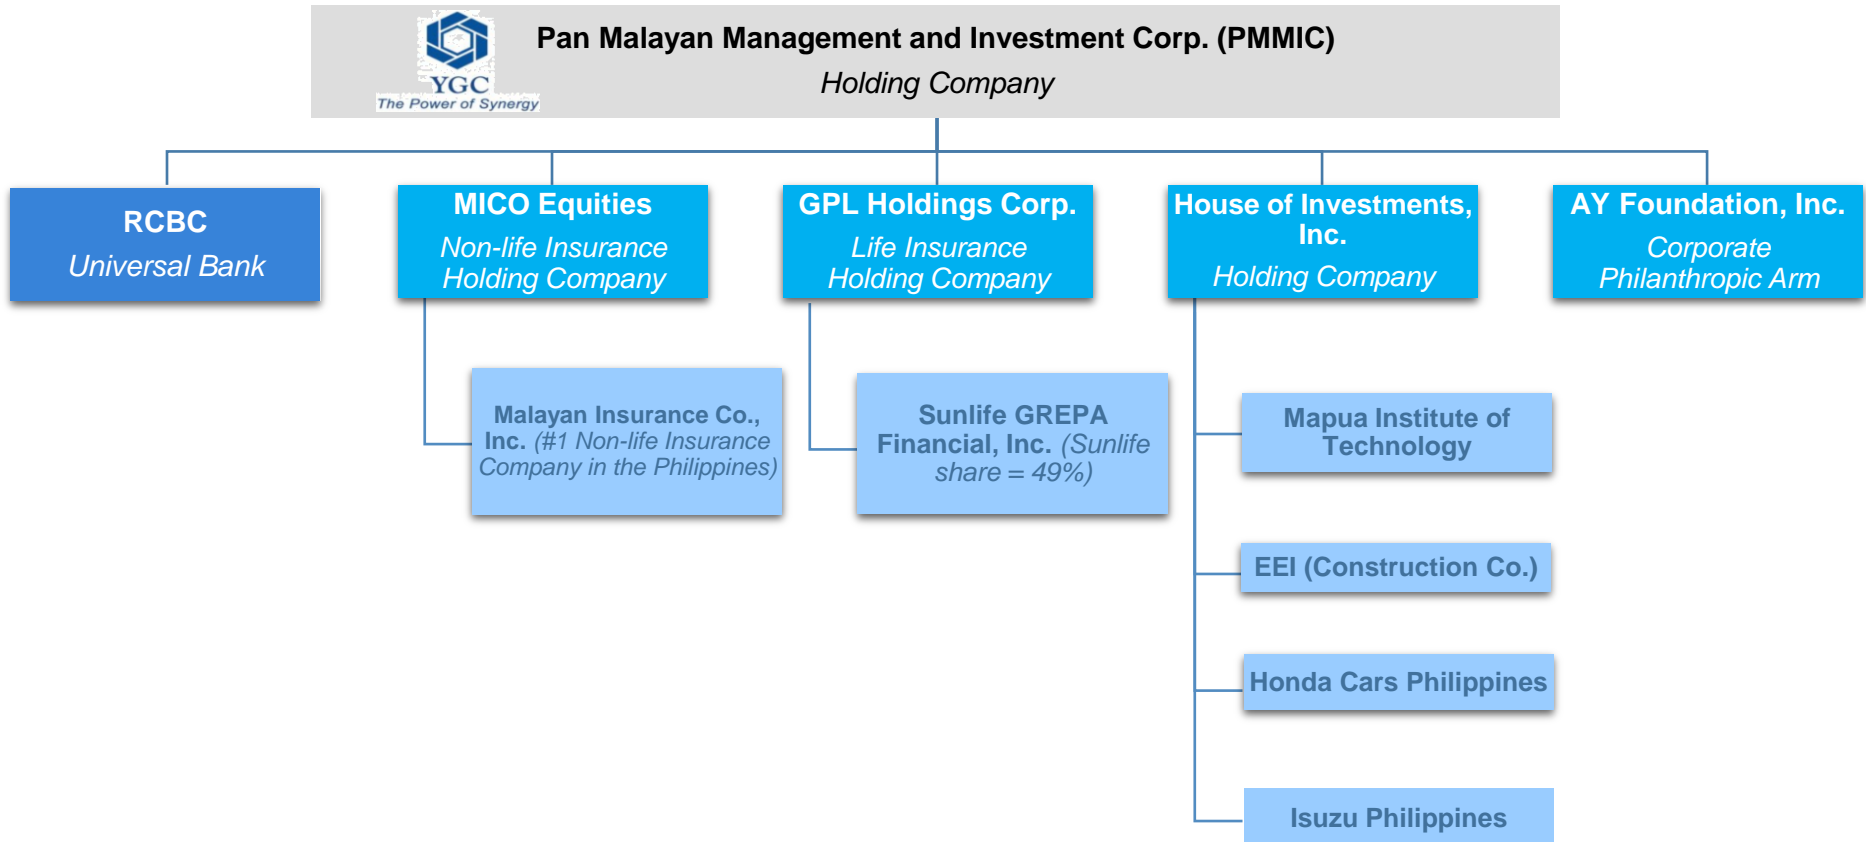 Pan Malayan Management and Investment Corp. (PMMIC)
Holding Company
YGC
The Power of Synergy
RCBC
Universal Bank
MICO Equities
Non-life Insurance
Holding Company
GPL Holdings Corp.
Life Insurance
Holding Company
House of Investments,
Inc.
Holding Company
AY Foundation, Inc.
Corporate
Philanthropic Arm
Malayan Insurance Co.,
Inc. (#1 Non-life Insurance
Company in the Philippines)
Sunlife GREPA
Financial, Inc. (Sunlife
share = 49%)
Mapua Institute of
Technology
EEI (Construction Co.)
Honda Cars Philippines
Isuzu Philippines